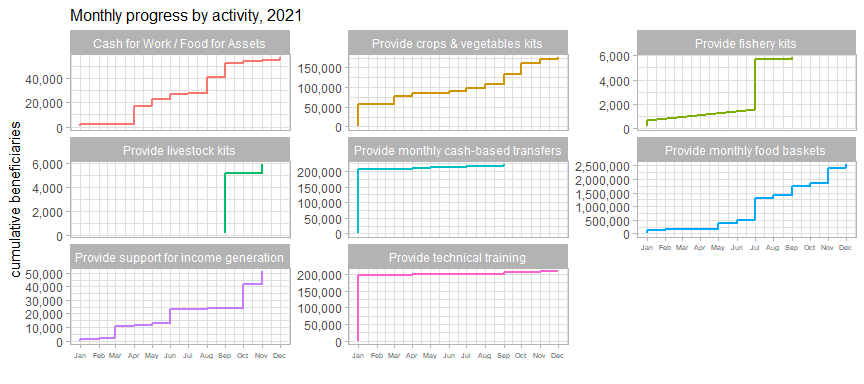 Monthly progress by activity, 2021
Cash for Work / Food for Assets
Provide crops & vegetables kits
Provide fishery kits
40,000
20,000
0
150,000
100,000
50,000
0
6,000
4,000
2,000
0
cumulative beneficiaries
Provide livestock kits
Provide monthly cash-based transfers
Provide monthly food baskets
6,000
4,000
2,000
0
200,000
150,000
100,000
50,000
0
2,500,000
2,000,000
1,500,000
1,000,000
500,000
0
Jan Feb Mar Apr May Jun Jul Aug Sep Oct Nov Dec
Provide support for income generation
Provide technical training
50,000
40,000
30,000
20,000
10,000
0
200,000
150,000
100,000
50,000
0
Jan Feb Mar Apr May Jun Jul Aug Sep Oct Nov Dec
Jan Feb Mar Apr May Jun Jul Aug Sep Oct Nov Dec